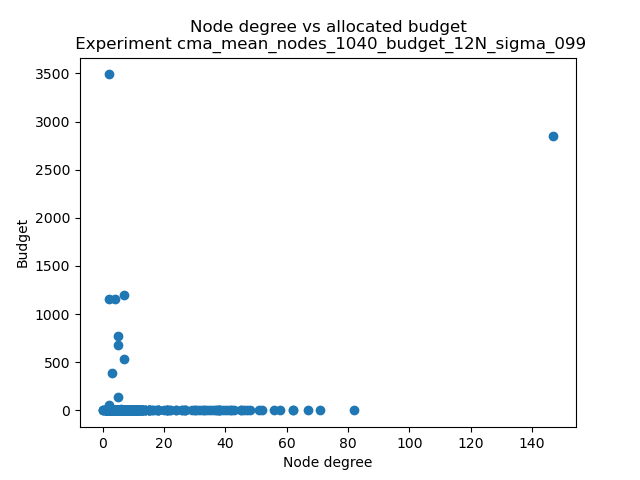 Node degree vs allocated budget
Experiment cma_mean_nodes_1040_budget_12N_sigma_099
3500
3000
2500
2000
1500
1000
500
0
Budget
0 20 40 60 80 100 120 140
Node degree